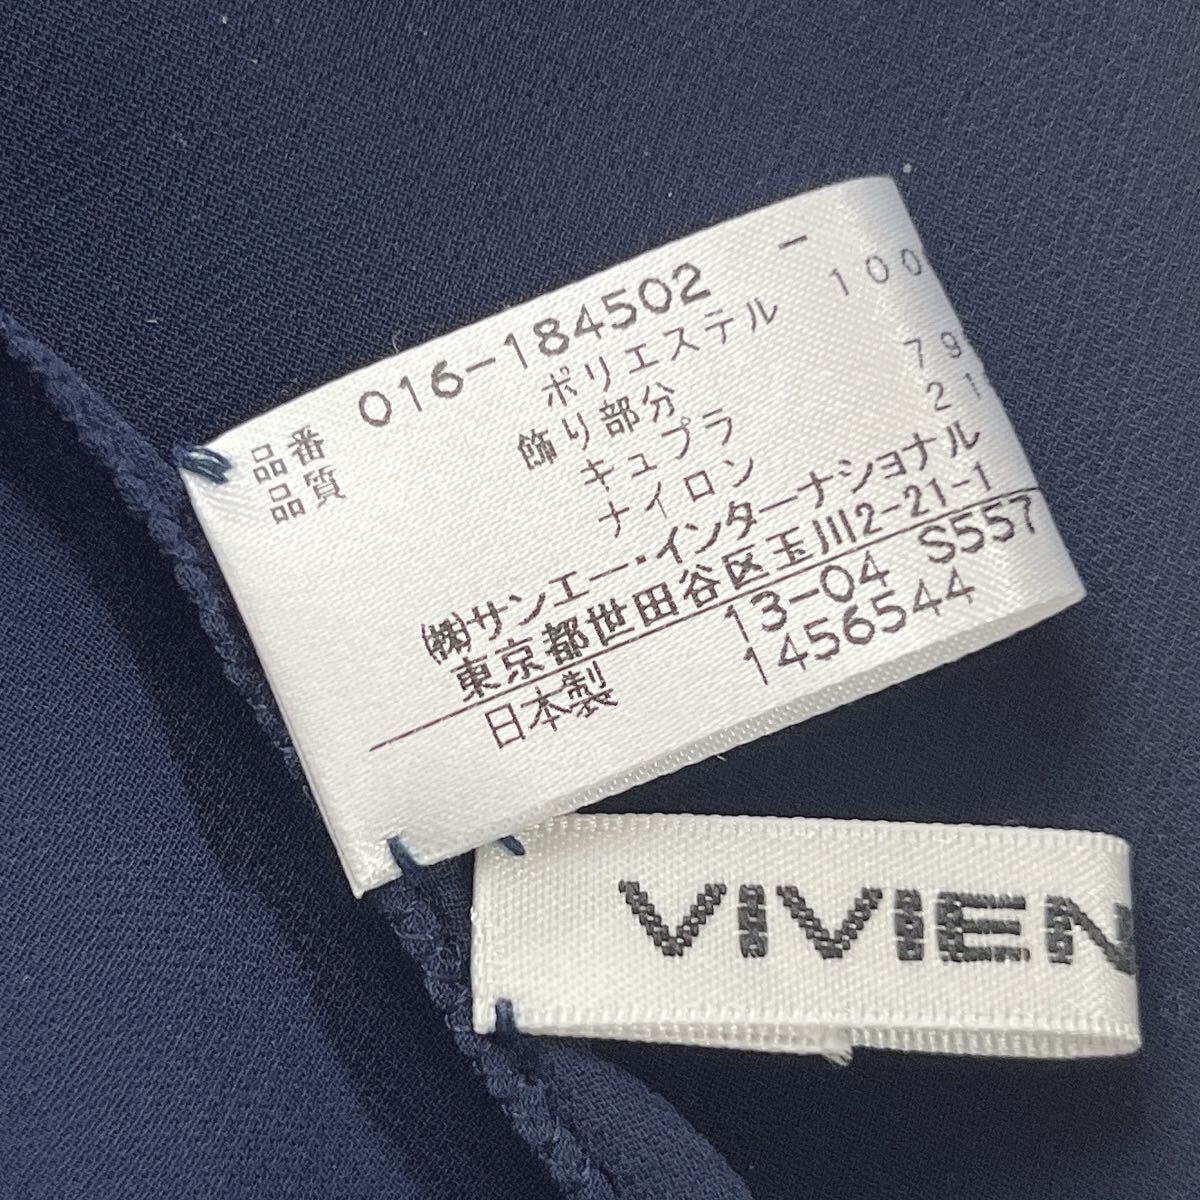 品番 016-184502 -
品質 ポリエステル 100
飾り部分
キュプラ 79
ナイロン 21
㈱サンエー・インターナショナル
東京都世田谷区玉川2-21-1
日本製 13-04 S557
1456544
VIVIEN